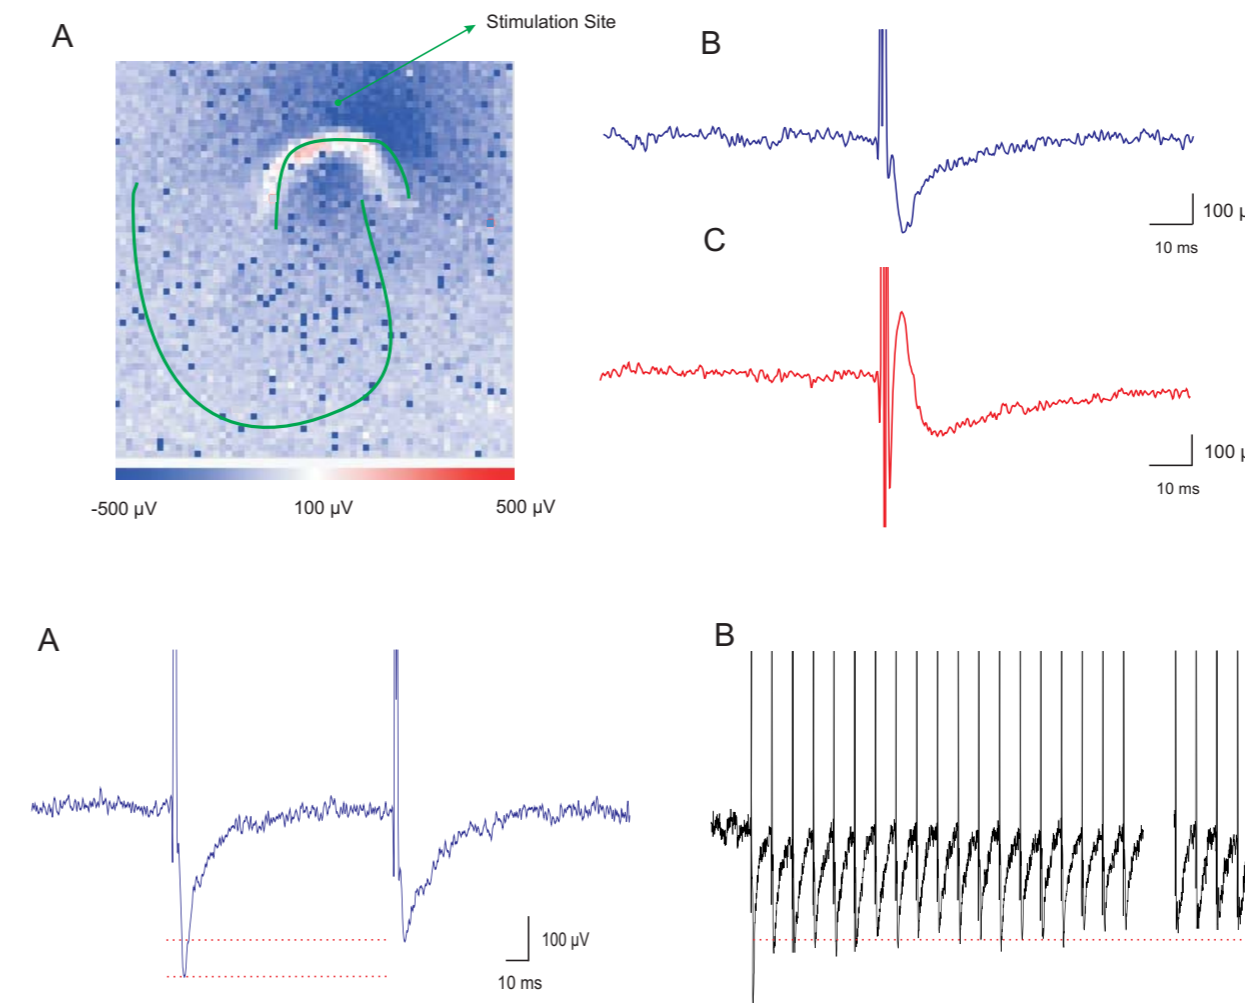 A
Stimulation Site
B
100 μ
10 ms
C
100 μ
10 ms
-500 μV
100 μV
500 μV
A
100 μV
10 ms
B